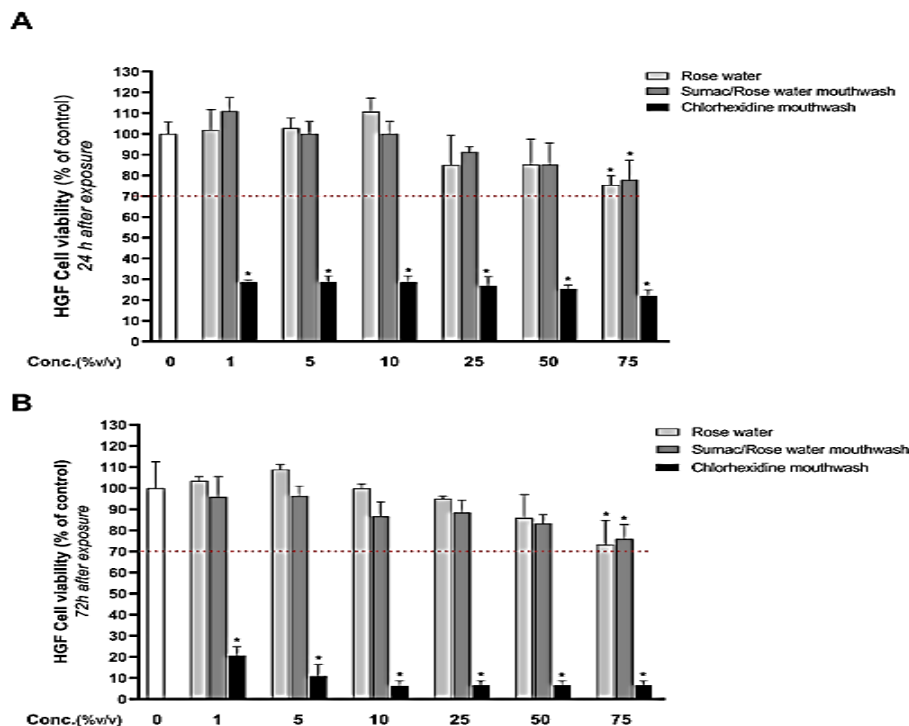 A
HGF Cell viability (% of control)
24 h after exposure
130
120
110
100
90
80
70
60
50
40
30
20
10
0
Rose water
Sumac/Rose water mouthwash
Chlorhexidine mouthwash
* * * * * * * *
Conc.(%v/v) 0 1 5 10 25 50 75
B
HGF Cell viability (% of control)
72h after exposure
130
120
110
100
90
80
70
60
50
40
30
20
10
0
Rose water
Sumac/Rose water mouthwash
Chlorhexidine mouthwash
* * * * * * * *
Conc.(%v/v) 0 1 5 10 25 50 75